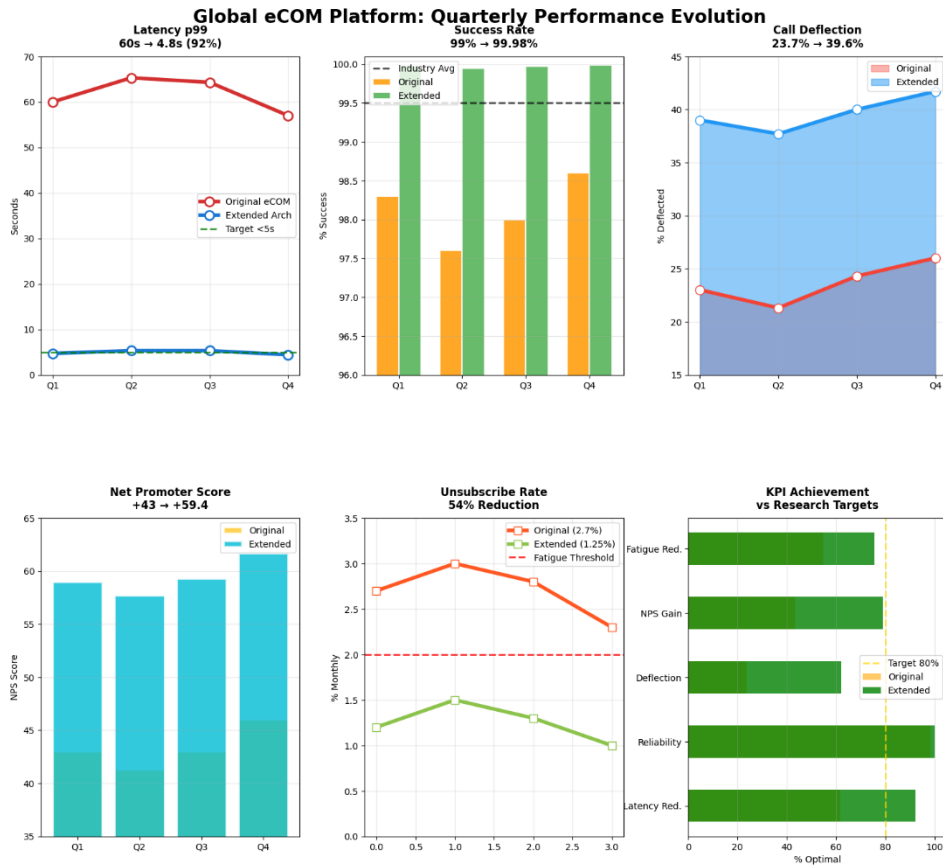 Global eCOM Platform: Quarterly Performance Evolution
Latency p99
60s → 4.8s (92%)
70
60
50
40
30
20
10
0
Seconds
Original eCOM
Extended Arch
Target <5s
Q1
Q2
Q3
Q4
Success Rate
99% → 99.98%
100.0
99.5
99.0
98.5
98.0
97.5
97.0
96.5
96.0
% Success
Industry Avg
Original
Extended
Q1
Q2
Q3
Q4
Call Deflection
23.7% → 39.6%
45
40
35
30
25
20
15
% Deflected
Original
Extended
Q1
Q2
Q3
Q4
Net Promoter Score
+43 → +59.4
65
60
55
50
45
40
35
NPS Score
Original
Extended
Q1
Q2
Q3
Q4
Unsubscribe Rate
54% Reduction
3.5
3.0
2.5
2.0
1.5
1.0
0.5
0.0
% Monthly
Original (2.7%)
Extended (1.25%)
Fatigue Threshold
0.0
0.5
1.0
1.5
2.0
2.5
3.0
KPI Achievement
vs Research Targets
Fatigue Red.
NPS Gain
Deflection
Reliability
Latency Red.
Target 80%
Original
Extended
0
20
40
60
80
100
% Optimal